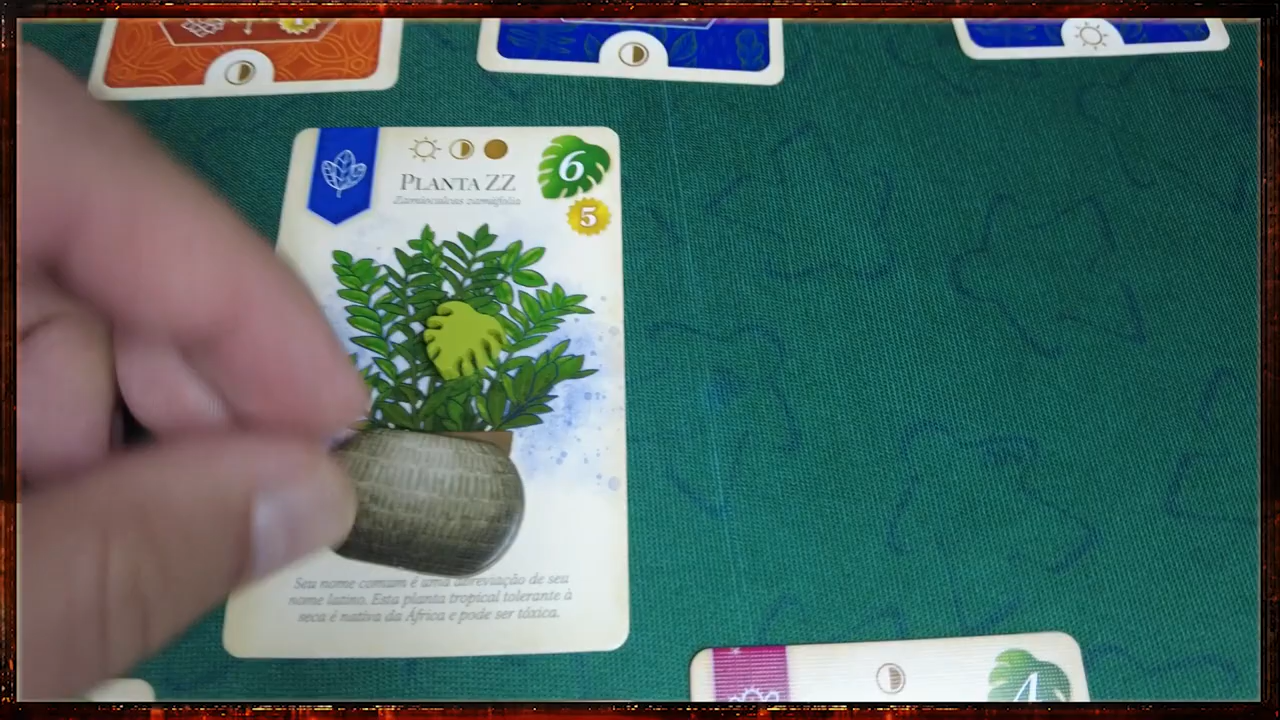 PLANTA ZZ
6
Zamioculcas zamiifolia
5
Seu nome comum é uma abreviação de seu
nome latino. Esta planta tropical tolerante à
seca é nativa da África e pode ser tóxica.
4